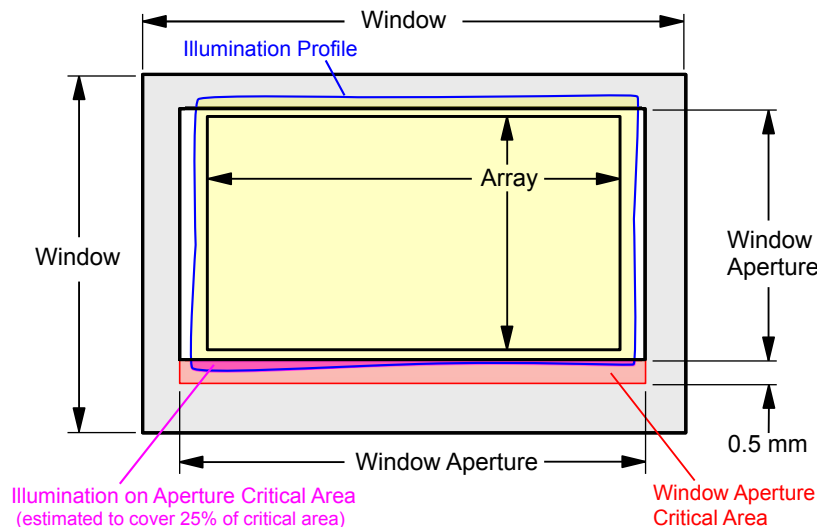 Window
Illumination Profile
Array
Window
Window
Aperture
0.5 mm
Window Aperture
Illumination on Aperture Critical Area
(estimated to cover 25% of critical area)
Window Aperture
Critical Area